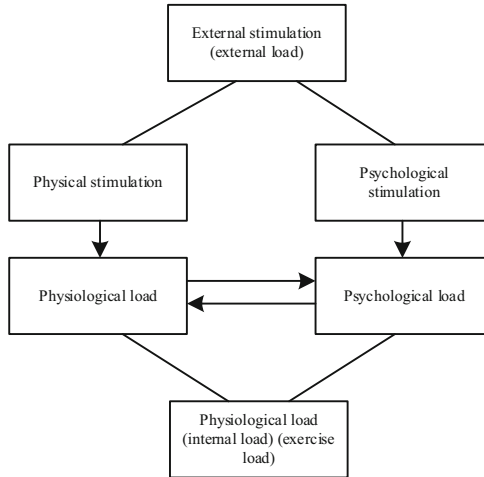 External stimulation
(external load)
Physical stimulation
Psychological
stimulation
Physiological load
Psychological load
Physiological load
(internal load) (exercise
load)